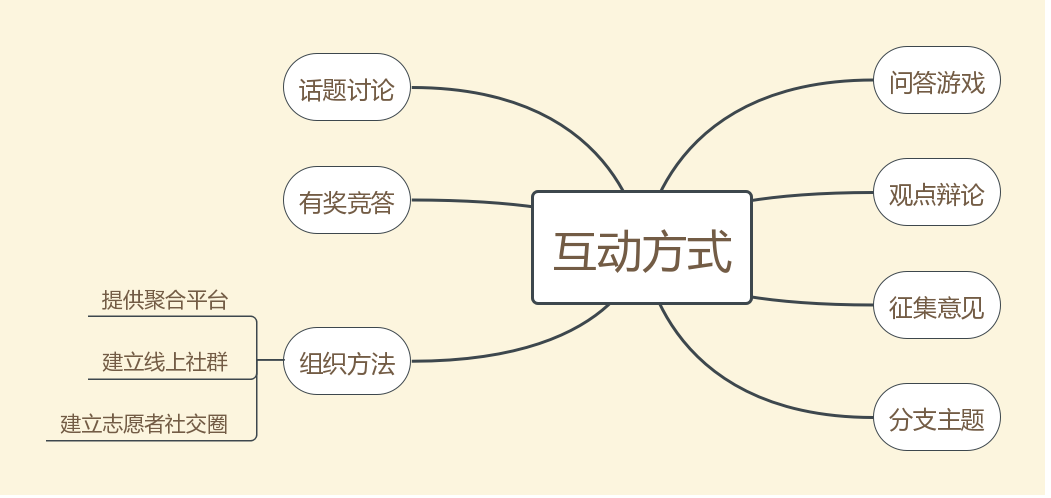 互动方式
问答游戏
观点辩论
征集意见
分支主题
话题讨论
有奖竞答
组织方法
提供聚合平台
建立线上社群
建立志愿者社交圈